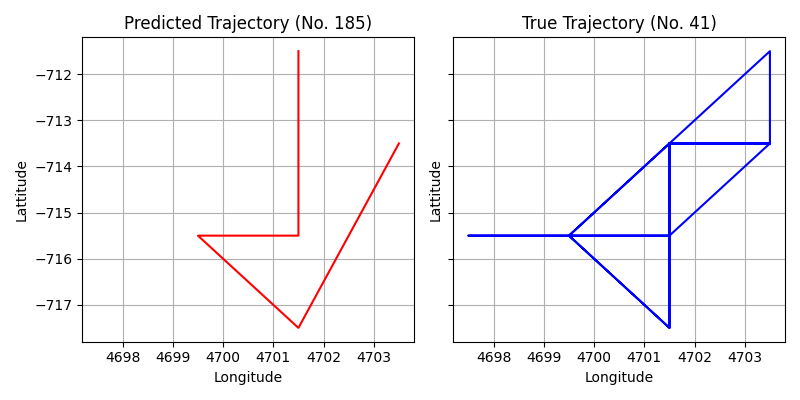 Predicted Trajectory (No. 185)
True Trajectory (No. 41)
Lattitude
−712
−713
−714
−715
−716
−717
4698 4699 4700 4701 4702 4703
Longitude
Lattitude
4698 4699 4700 4701 4702 4703
Longitude